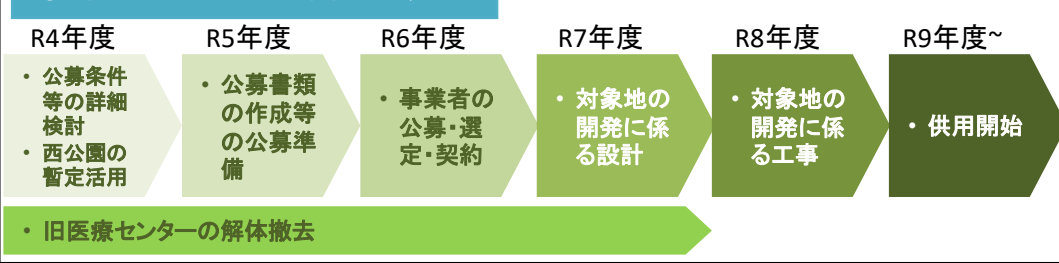 R4年度
R5年度
R6年度
R7年度
R8年度
R9年度~
・公募条件
等の詳細
検討
・西公園の
暫定活用
・公募書類
の作成等
の公募準
備
・事業者の
公募・選
定・契約
・対象地の
開発に係
る設計
・対象地の
開発に係
る工事
・供用開始
・旧医療センターの解体撤去